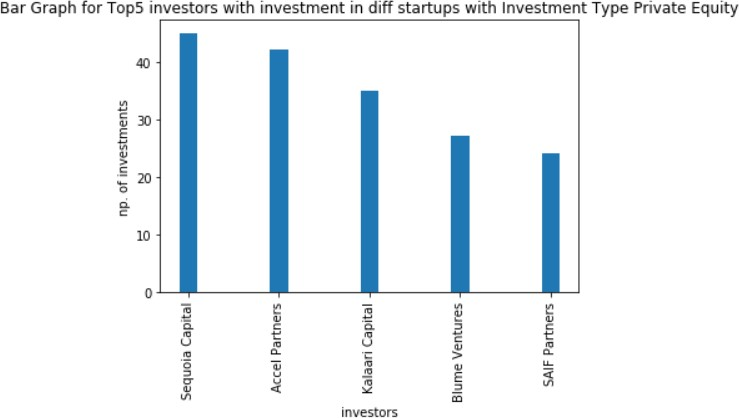 Bar Graph for Top5 investors with investment in diff startups with Investment Type Private Equity
np. of investments
40
30
20
10
0
Sequoia Capital
Accel Partners
Kalaari Capital
Blume Ventures
SAIF Partners
investors